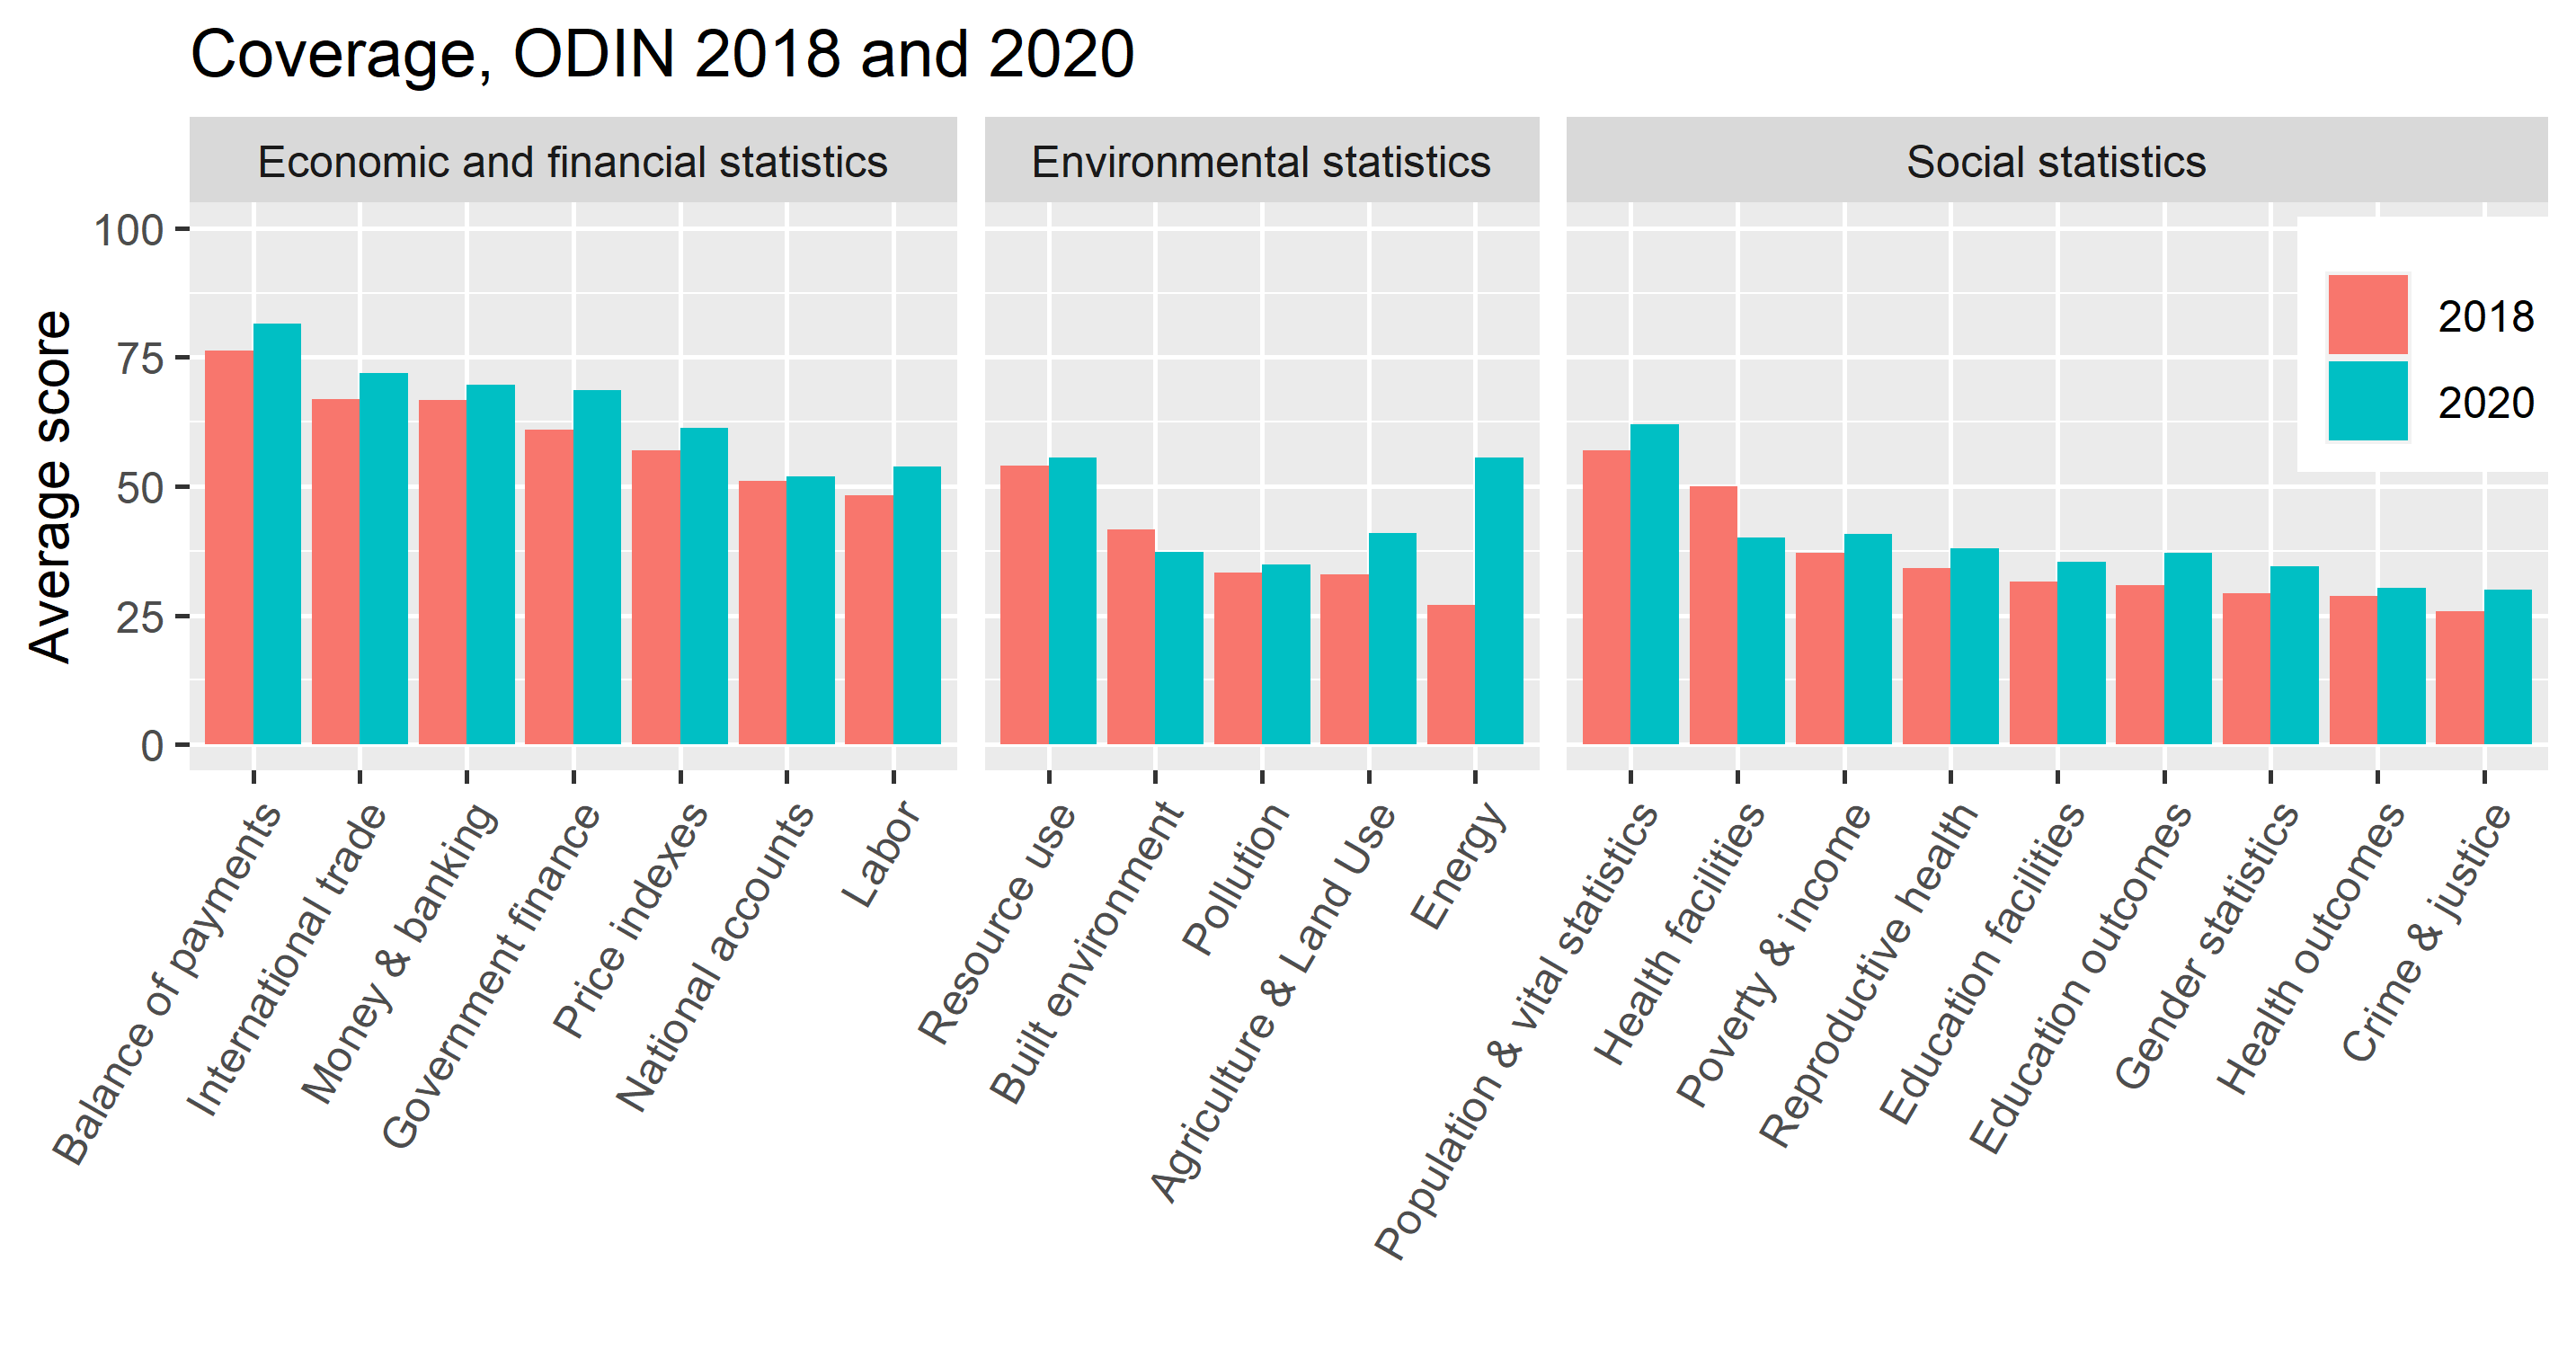 Coverage, ODIN 2018 and 2020
Economic and financial statistics
Environmental statistics
Social statistics
Average score
100
75
50
25
0
2018
2020
Balance of payments
International trade
Money & banking
Government finance
Price indexes
National accounts
Labor
Resource use
Built environment
Pollution
Agriculture & Land Use
Energy
Population & vital statistics
Health facilities
Poverty & income
Reproductive health
Education facilities
Education outcomes
Gender statistics
Health outcomes
Crime & justice